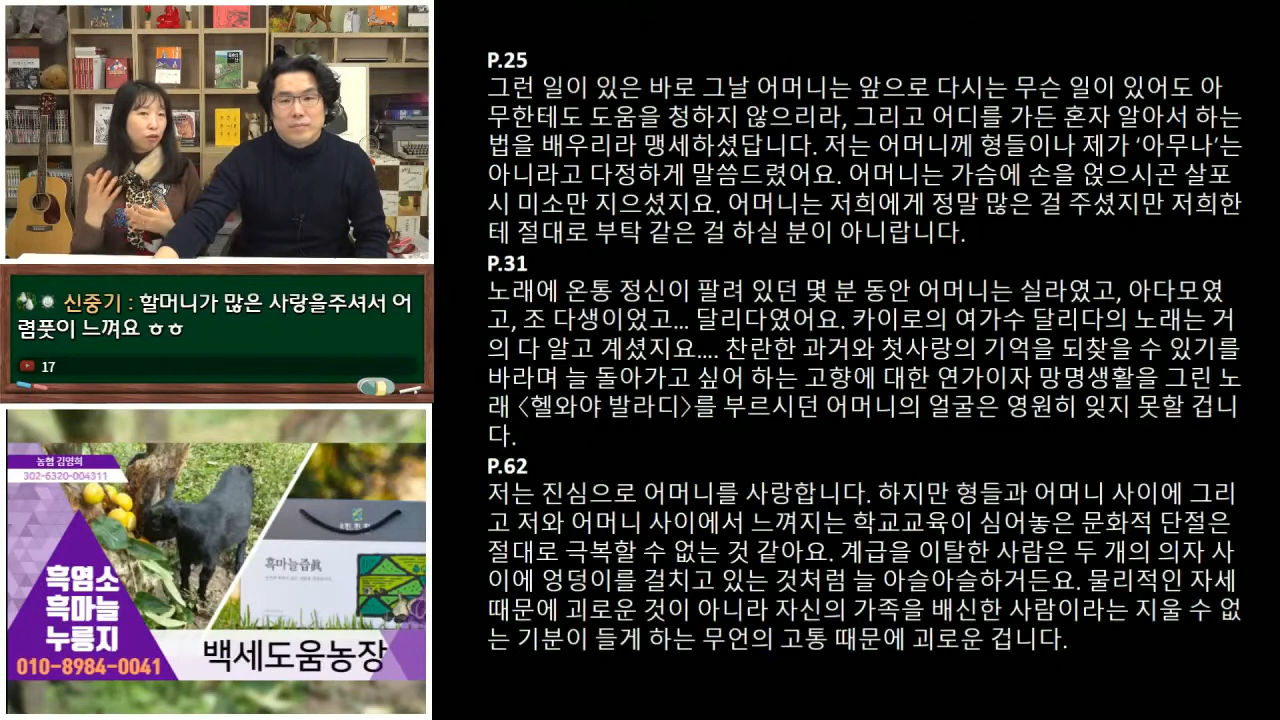 P.25
그런 일이 있은 바로 그날 어머니는 앞으로 다시는 무슨 일이 있어도 아
무한테도 도움을 청하지 않으리라, 그리고 어디를 가든 혼자 알아서 하는
법을 배우리라 맹세하셨답니다. 저는 어머니께 형들이나 제가 ‘아무나’는
아니라고 다정하게 말씀드렸어요. 어머니는 가슴에 손을 얹으시곤 살포
시 미소만 지으셨지요. 어머니는 저희에게 정말 많은 걸 주셨지만 저희한
테 절대로 부탁 같은 걸 하실 분이 아니랍니다.
P.31
노래에 온통 정신이 팔려 있던 몇 분 동안 어머니는 실라였고, 아다모였
고, 조 다생이었고... 달리다였어요. 카이로의 여가수 달리다의 노래는 거
의 다 알고 계셨지요.... 찬란한 과거와 첫사랑의 기억을 되찾을 수 있기를
바라며 늘 돌아가고 싶어 하는 고향에 대한 연가이자 망명생활을 그린 노
래 〈헬와야 발라디〉를 부르시던 어머니의 얼굴은 영원히 잊지 못할 겁니
다.
P.62
저는 진심으로 어머니를 사랑합니다. 하지만 형들과 어머니 사이에 그리
고 저와 어머니 사이에서 느껴지는 학교교육이 심어놓은 문화적 단절은
절대로 극복할 수 없는 것 같아요. 계급을 이탈한 사람은 두 개의 의자 사
이에 엉덩이를 걸치고 있는 것처럼 늘 아슬아슬하거든요. 물리적인 자세
때문에 괴로운 것이 아니라 자신의 가족을 배신한 사람이라는 지울 수 없
는 기분이 들게 하는 무언의 고통 때문에 괴로운 겁니다.
신중기 : 할머니가 많은 사랑을주셔서 어
렴풋이 느껴요 ㅎㅎ
17
농협 김영희
302-6320-004311
흑마늘즙眞
흑염소
흑마늘
누룽지
010-8984-0041
백세도움농장